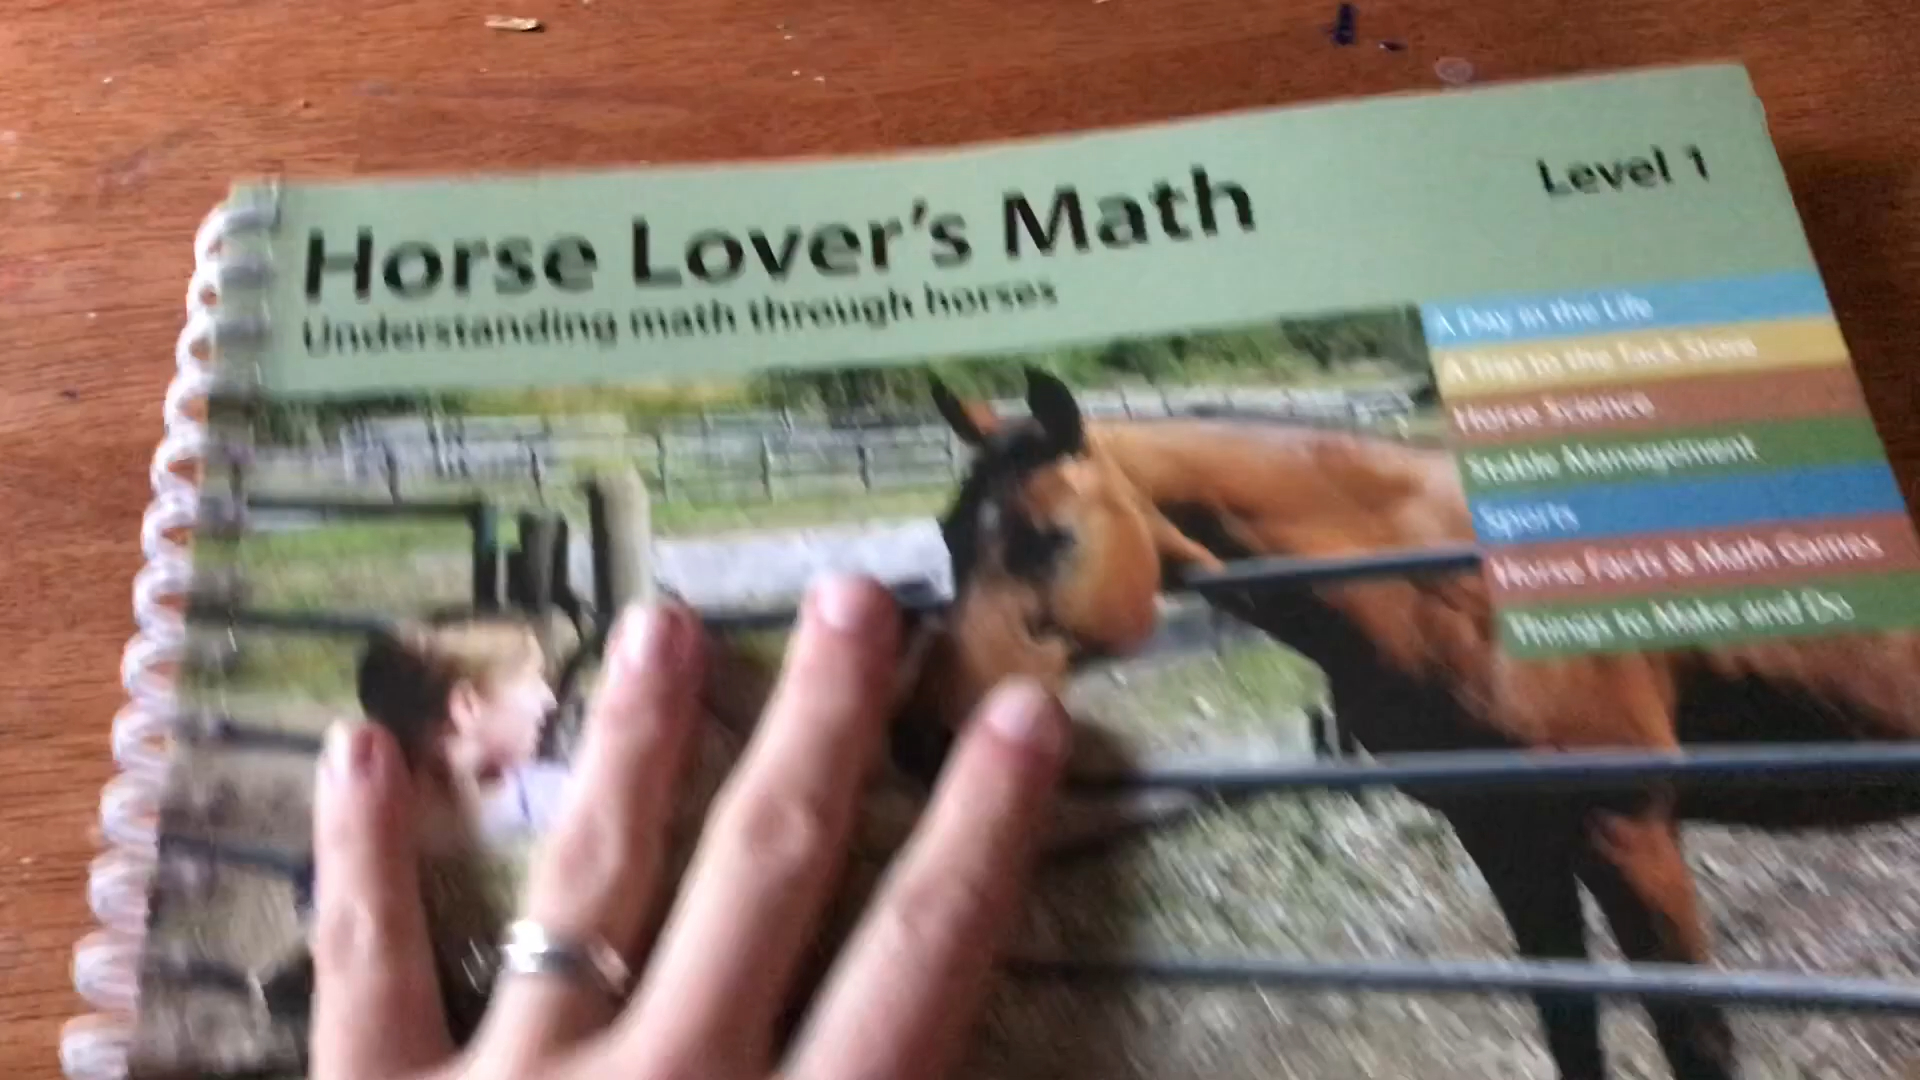 Horse Lover's Math
Level 1
Understanding math through horses
A Day in the Life
A Trip to the Tack Store
Horse Science
Stable Management
Sports
Horse Facts & Math Games
Things to Make and Do